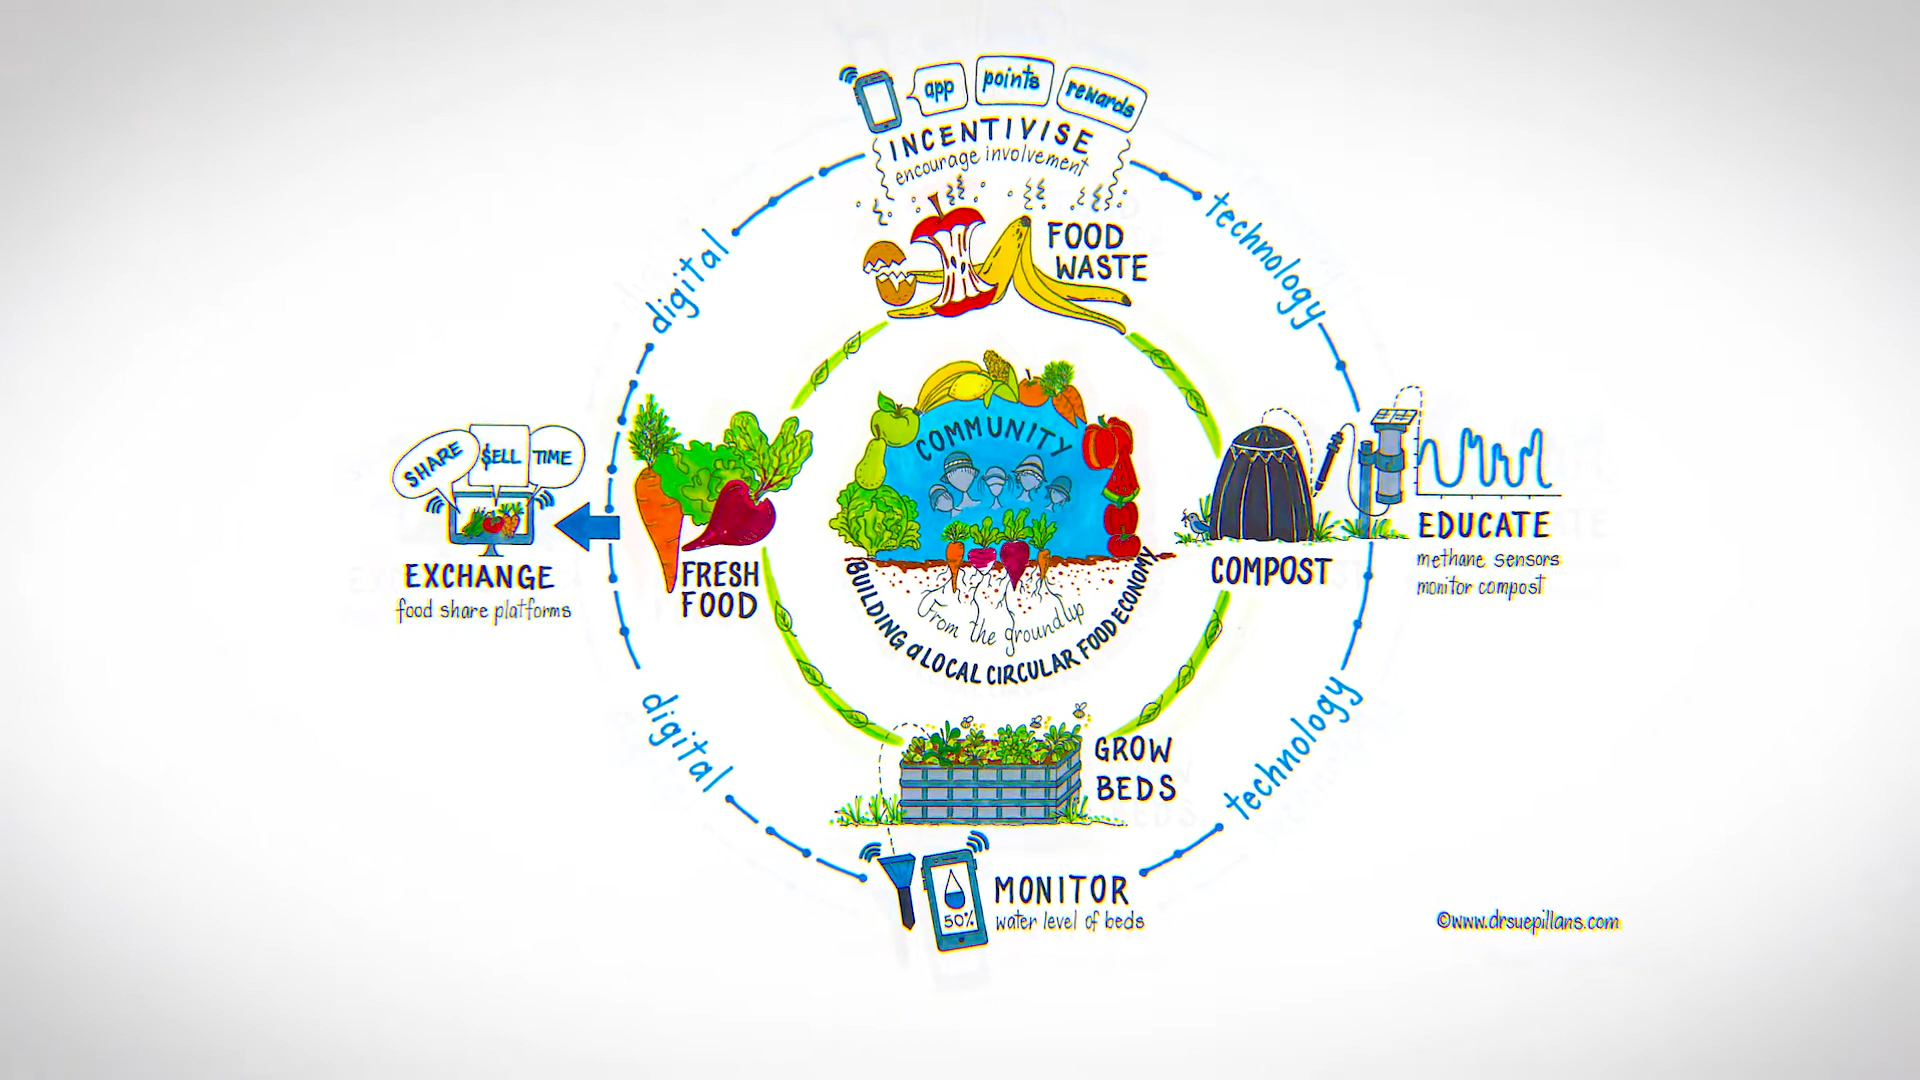 app
points
rewards
INCENTIVISE
encourage involvement
FOOD
WASTE
digital
technology
COMMUNITY
From the ground up
BUILDING a LOCAL CIRCULAR FOOD ECONOMY
SHARE
$ELL
TIME
EXCHANGE
food share platforms
FRESH
FOOD
COMPOST
EDUCATE
methane sensors
monitor compost
digital
technology
GROW
BEDS
50%
MONITOR
water level of beds
©www.drsuepillans.com